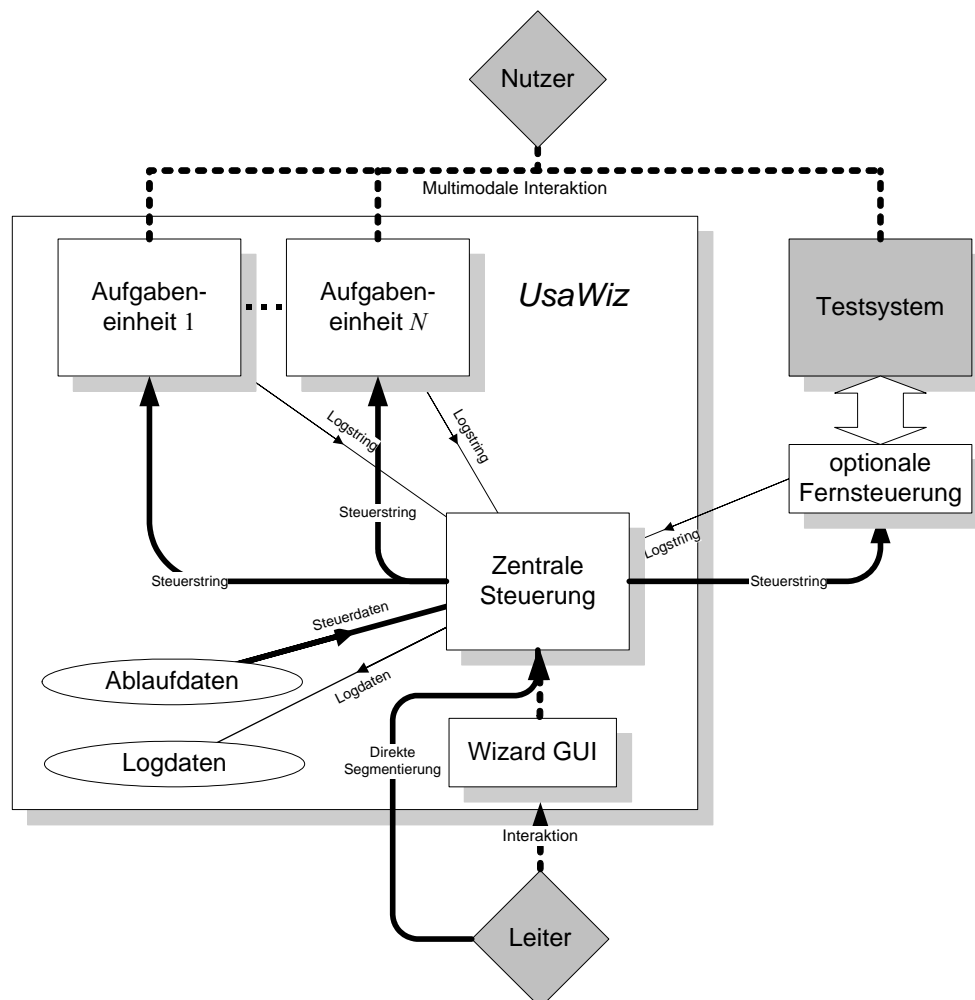 Nutzer
Multimodale Interaktion
Aufgaben-
einheit 1
Aufgaben-
einheit N
UsaWiz
Testsystem
Logstring
Logstring
optionale
Fernsteuerung
Steuerstring
Logstring
Zentrale
Steuerung
Steuerstring
Steuerstring
Steuerdaten
Ablaufdaten
Logdaten
Logdaten
Direkte
Segmentierung
Wizard GUI
Interaktion
Leiter